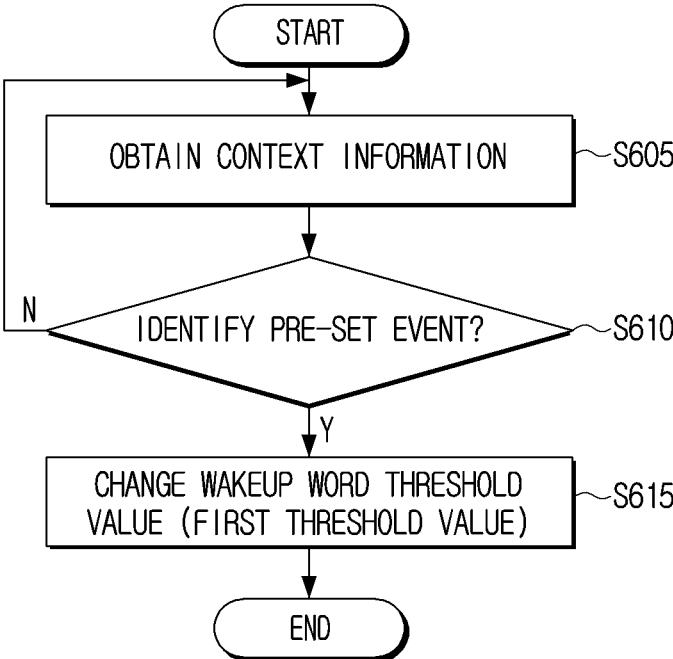 START
OBTAIN CONTEXT INFORMATION
S605
N
IDENTIFY PRE-SET EVENT?
S610
Y
CHANGE WAKEUP WORD THRESHOLD
VALUE (FIRST THRESHOLD VALUE)
S615
END